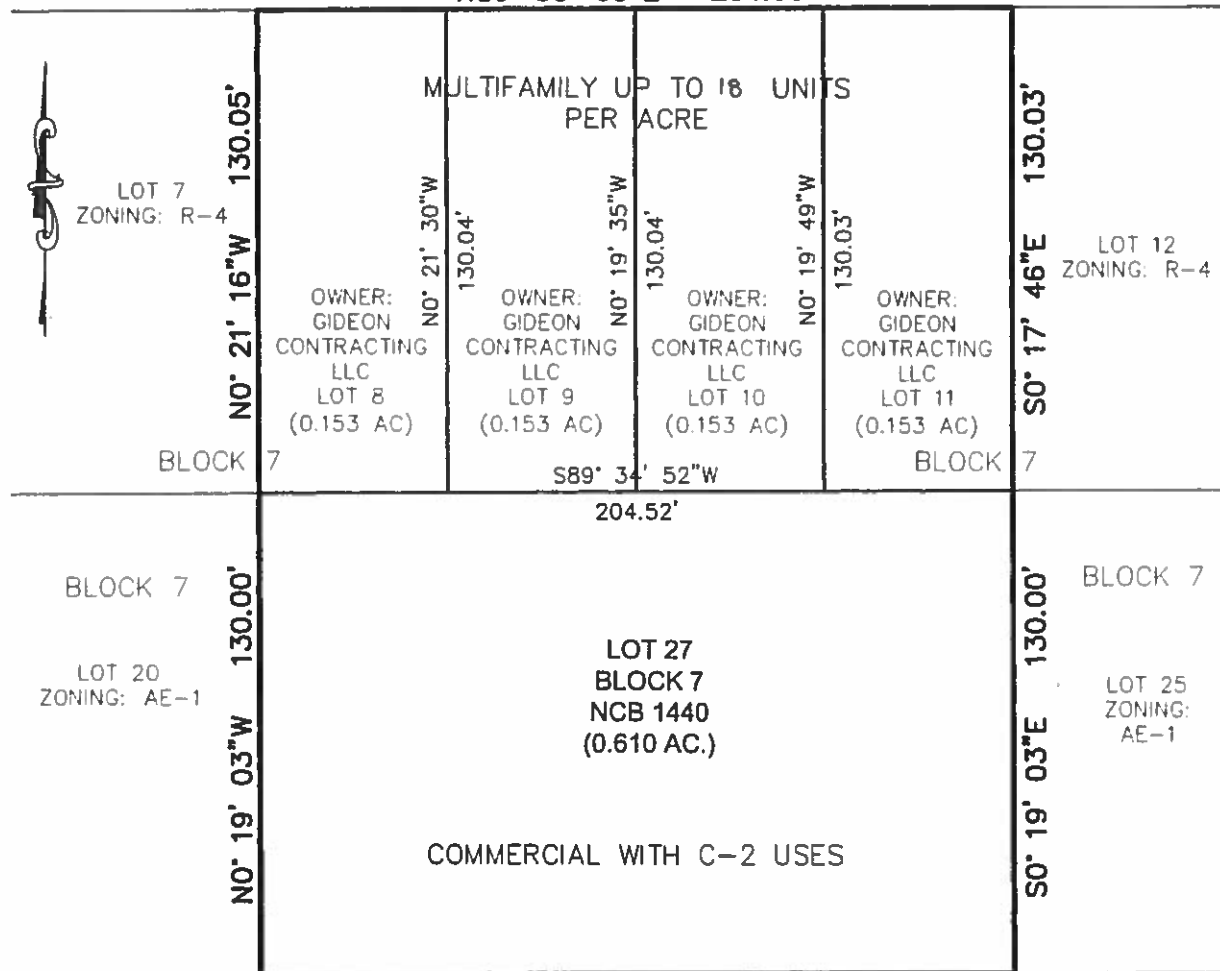 MULTIFAMILY UP TO 18 UNITS
PER ACRE
LOT 7
ZONING: R-4
N0° 21' 16"W 130.05'
N0° 21' 30"W
130.04'
N0° 19' 35"W
130.04'
N0° 19' 49"W
130.03'
S0° 17' 46"E 130.03'
LOT 12
ZONING: R-4
OWNER:
GIDEON
CONTRACTING
LLC
LOT 8
(0.153 AC)
OWNER:
GIDEON
CONTRACTING
LLC
LOT 9
(0.153 AC)
OWNER:
GIDEON
CONTRACTING
LLC
LOT 10
(0.153 AC)
OWNER:
GIDEON
CONTRACTING
LLC
LOT 11
(0.153 AC)
BLOCK 7
S89° 34' 52"W
BLOCK 7
204.52'
BLOCK 7
LOT 20
ZONING: AE-1
N0° 19' 03"W 130.00'
LOT 27
BLOCK 7
NCB 1440
(0.610 AC.)
COMMERCIAL WITH C-2 USES
S0° 19' 03"E 130.00'
BLOCK 7
LOT 25
ZONING:
AE-1